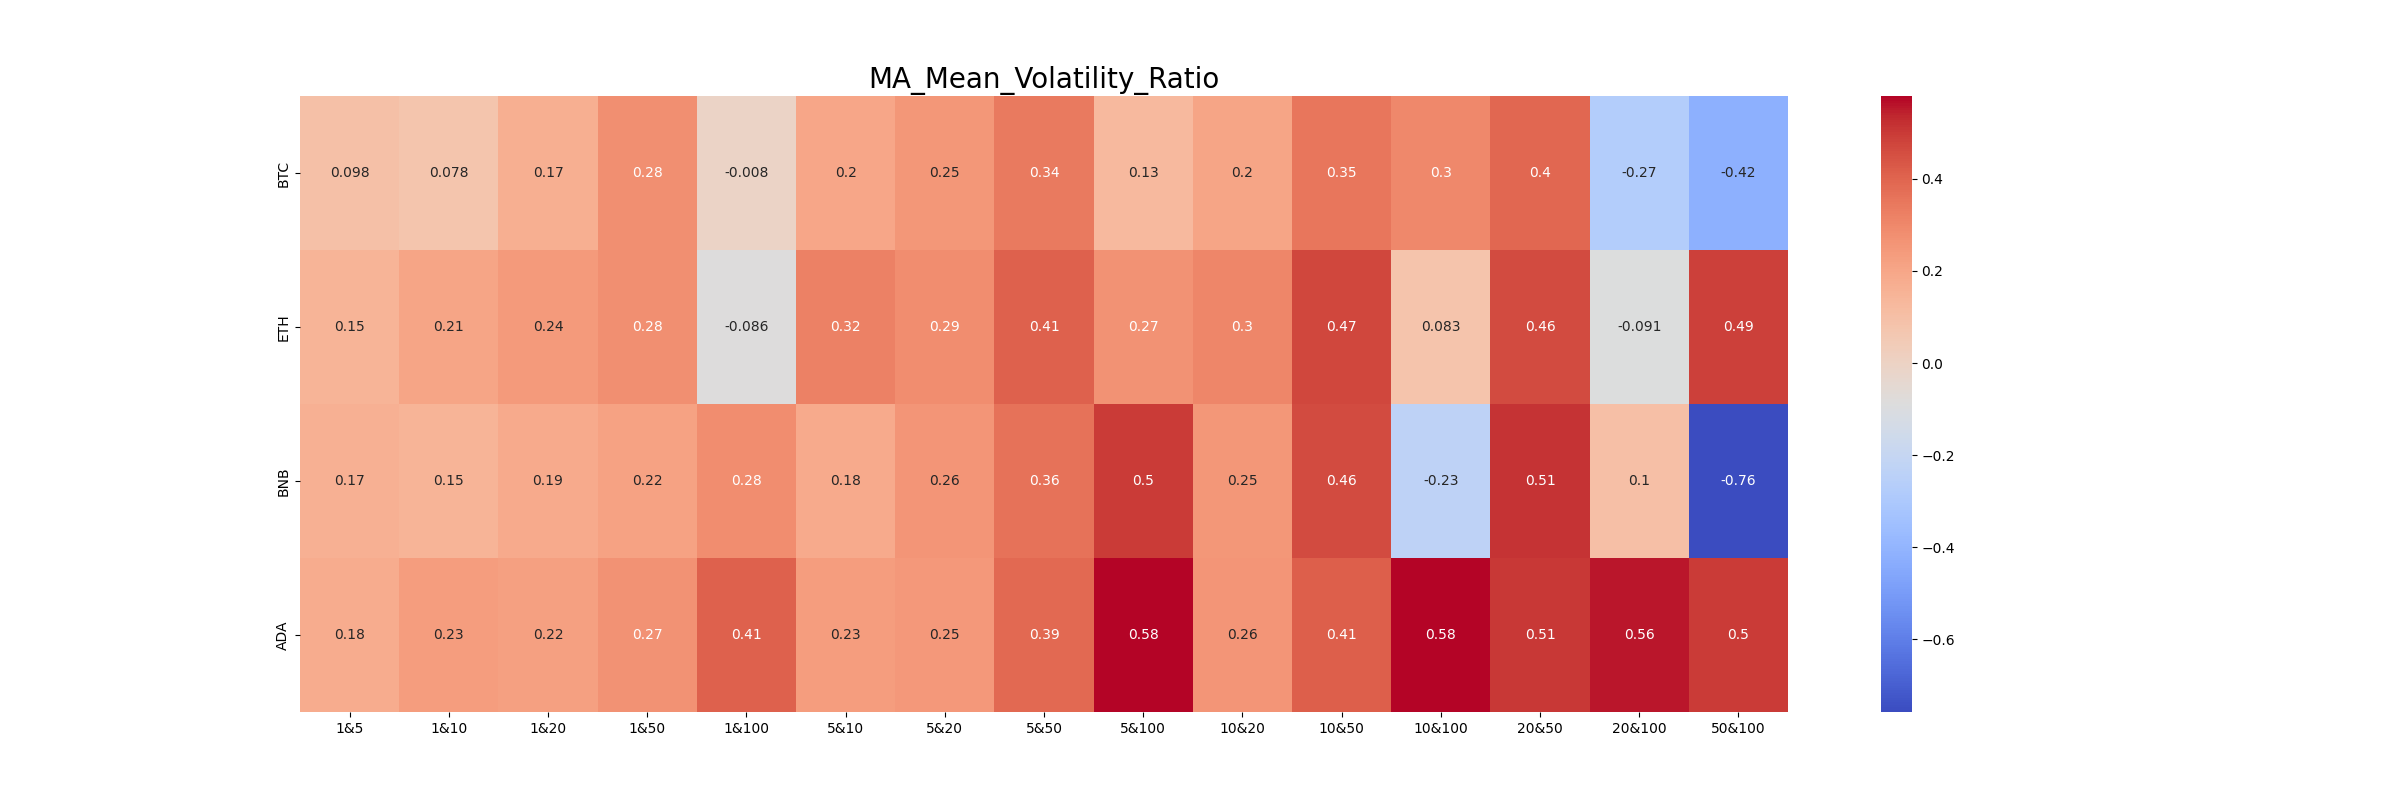 MA_Mean_Volatility_Ratio
BTC 0.098 0.078 0.17 0.28 -0.008 0.2 0.25 0.34 0.13 0.2 0.35 0.3 0.4 -0.27 -0.42
ETH 0.15 0.21 0.24 0.28 -0.086 0.32 0.29 0.41 0.27 0.3 0.47 0.083 0.46 -0.091 0.49
BNB 0.17 0.15 0.19 0.22 0.28 0.18 0.26 0.36 0.5 0.25 0.46 -0.23 0.51 0.1 -0.76
ADA 0.18 0.23 0.22 0.27 0.41 0.23 0.25 0.39 0.58 0.26 0.41 0.58 0.51 0.56 0.5
1&5 1&10 1&20 1&50 1&100 5&10 5&20 5&50 5&100 10&20 10&50 10&100 20&50 20&100 50&100
0.4
0.2
0.0
−0.2
−0.4
−0.6